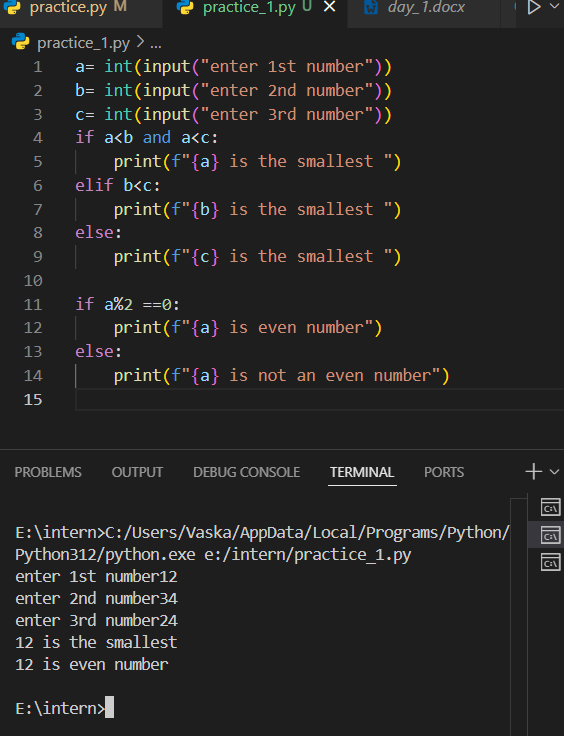 practice.py M
practice_1.py U
day_1.docx
practice_1.py > ...
1 a= int(input("enter 1st number"))
2 b= int(input("enter 2nd number"))
3 c= int(input("enter 3rd number"))
4 if a<b and a<c:
5     print(f"{a} is the smallest ")
6 elif b<c:
7     print(f"{b} is the smallest ")
8 else:
9     print(f"{c} is the smallest ")
10
11 if a%2 ==0:
12     print(f"{a} is even number")
13 else:
14     print(f"{a} is not an even number")
15
PROBLEMS OUTPUT DEBUG CONSOLE TERMINAL PORTS
E:\intern>C:/Users/Vaska/AppData/Local/Programs/Python/
Python312/python.exe e:/intern/practice_1.py
enter 1st number12
enter 2nd number34
enter 3rd number24
12 is the smallest
12 is even number
E:\intern>